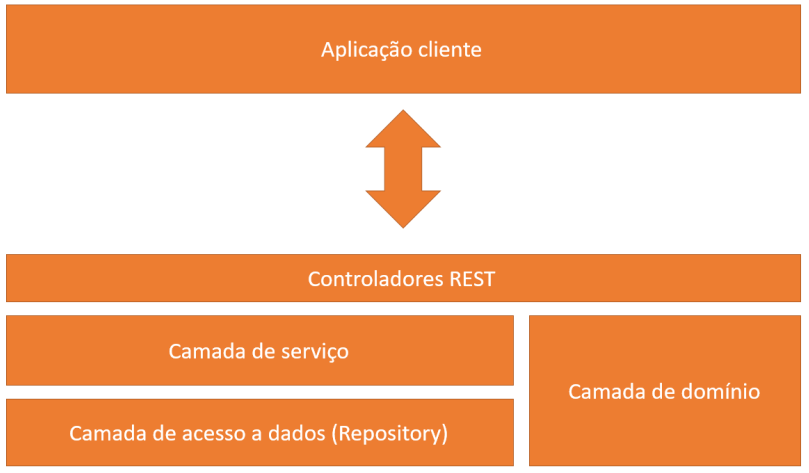 Aplicação cliente
Controladores REST
Camada de serviço
Camada de domínio
Camada de acesso a dados (Repository)